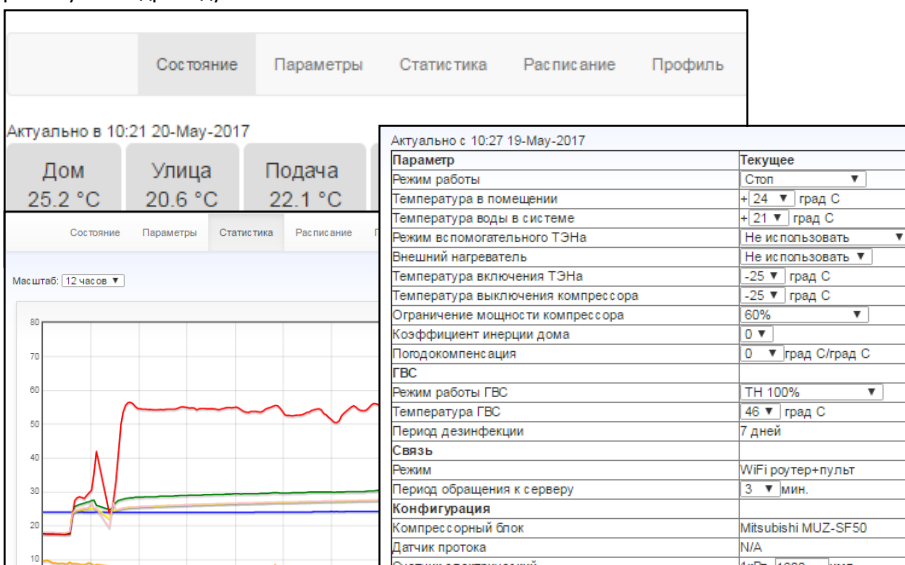 Состояние Параметры Статистика Расписание Профиль
Актуально в 10:21 20-May-2017
Дом Улица Подача
25.2 °C 20.6 °C 22.1 °C
Состояние Параметры Статистика Расписание
Масштаб: 12 часов
80
70
60
50
40
30
20
10
Актуально с 10:27 19-May-2017
Параметр Текущее
Режим работы Стоп
Температура в помещении + 24 град С
Температура воды в системе + 21 град С
Режим вспомогательного ТЭНа Не использовать
Внешний нагреватель Не использовать
Температура включения ТЭНа -25 град С
Температура выключения компрессора -25 град С
Ограничение мощности компрессора 60%
Коэффициент инерции дома 0
Погодокомпенсация 0 град С/град С
ГВС
Режим работы ГВС ТН 100%
Температура ГВС 46 град С
Период дезинфекции 7 дней
Связь
Режим WiFi роутер+пульт
Период обращения к серверу 3 мин.
Конфигурация
Компрессорный блок Mitsubishi MUZ-SF50
Датчик протока N/A